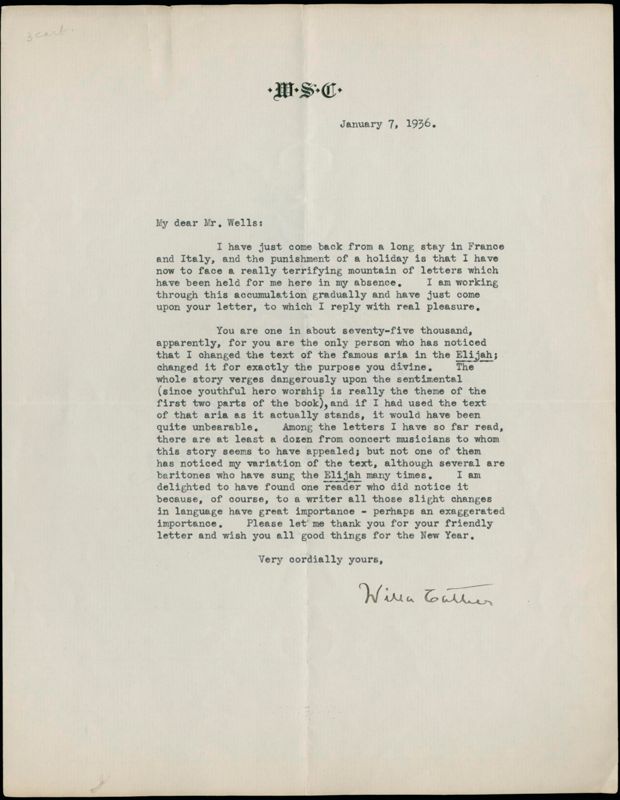 ·W·S·C·
January 7, 1936.
My dear Mr. Wells:
I have just come back from a long stay in France
and Italy, and the punishment of a holiday is that I have
now to face a really terrifying mountain of letters which
have been held for me here in my absence. I am working
through this accumulation gradually and have just come
upon your letter, to which I reply with real pleasure.
You are one in about seventy-five thousand,
apparently, for you are the only person who has noticed
that I changed the text of the famous aria in the Elijah;
changed it for exactly the purpose you divine. The
whole story verges dangerously upon the sentimental
(since youthful hero worship is really the theme of the
first two parts of the book), and if I had used the text
of that aria as it actually stands, it would have been
quite unbearable. Among the letters I have so far read,
there are at least a dozen from concert musicians to whom
this story seems to have appealed; but not one of them
has noticed my variation of the text, although several are
baritones who have sung the Elijah many times. I am
delighted to have found one reader who did notice it
because, of course, to a writer all those slight changes
in language have great importance - perhaps an exaggerated
importance. Please let me thank you for your friendly
letter and wish you all good things for the New Year.
Very cordially yours,
Willa Cather